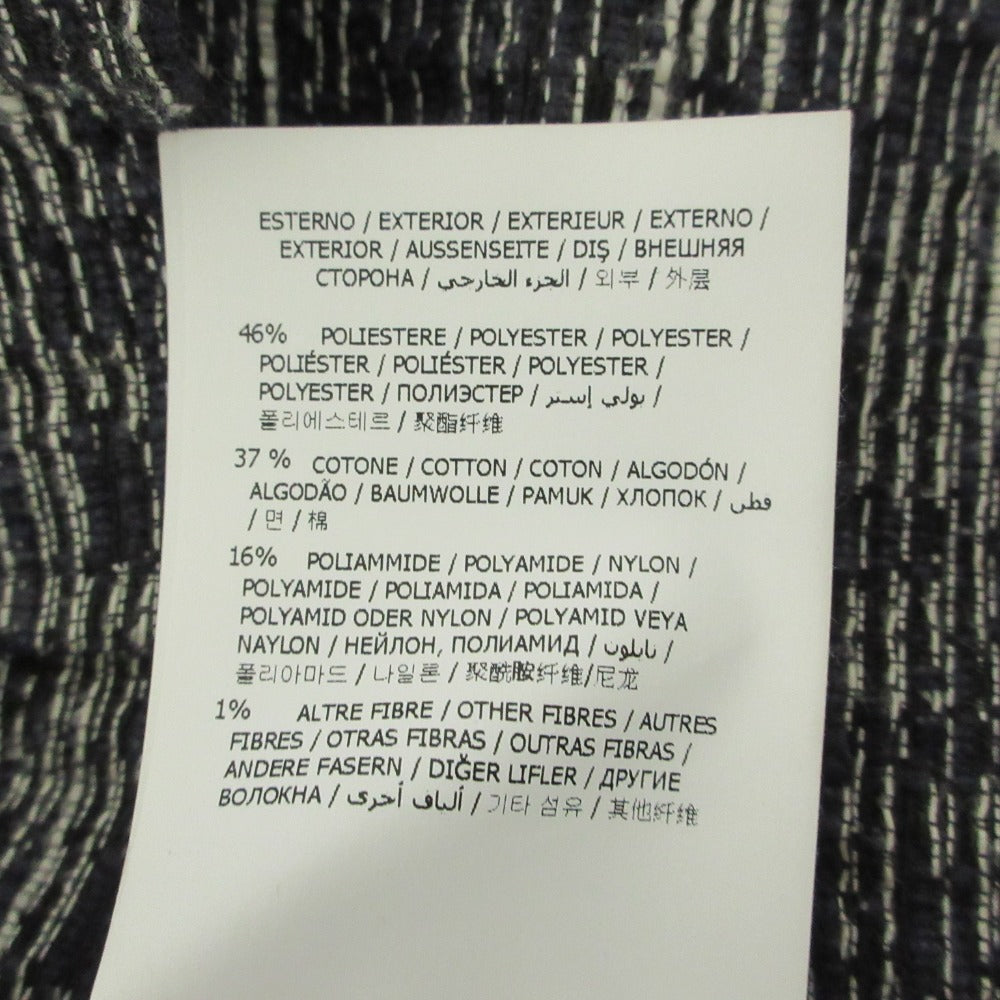 ESTERNO / EXTERIOR / EXTERIEUR / EXTERNO /
EXTERIOR / AUSSENSEITE / DIŞ / ВНЕШНЯЯ
СТОРОНА / الجزء الخارجي / 외부 / 外层
46% POLIESTERE / POLYESTER / POLYESTER /
POLIÉSTER / POLIÉSTER / POLYESTER /
POLYESTER / ПОЛИЭСТЕР / بولي إستر /
폴리에스테르 / 聚酯纤维
37 % COTONE / COTTON / COTON / ALGODÓN /
ALGODÃO / BAUMWOLLE / PAMUK / ХЛОПОК / قطن
/ 면 / 棉
16% POLIAMMIDE / POLYAMIDE / NYLON /
POLYAMIDE / POLIAMIDA / POLIAMIDA /
POLYAMID ODER NYLON / POLYAMID VEYA
NAYLON / НЕЙЛОН, ПОЛИАМИД / نايلون /
폴리아마드 / 나일론 / 聚酰胺纤维/尼龙
1% ALTRE FIBRE / OTHER FIBRES / AUTRES
FIBRES / OTRAS FIBRAS / OUTRAS FIBRAS /
ANDERE FASERN / DIĞER LIFLER / ДРУГИЕ
ВОЛОКНА / ألياف أخرى / 기타 섬유 / 其他纤维